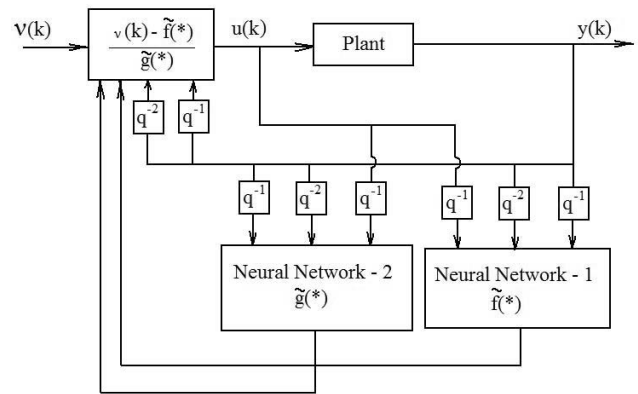 ν(k)
ν(k) - f̃(*)
g̃(*)
u(k)
Plant
y(k)
q⁻²
q⁻¹
q⁻¹
q⁻²
q⁻¹
q⁻¹
q⁻²
q⁻¹
Neural Network - 2
g̃(*)
Neural Network - 1
f̃(*)